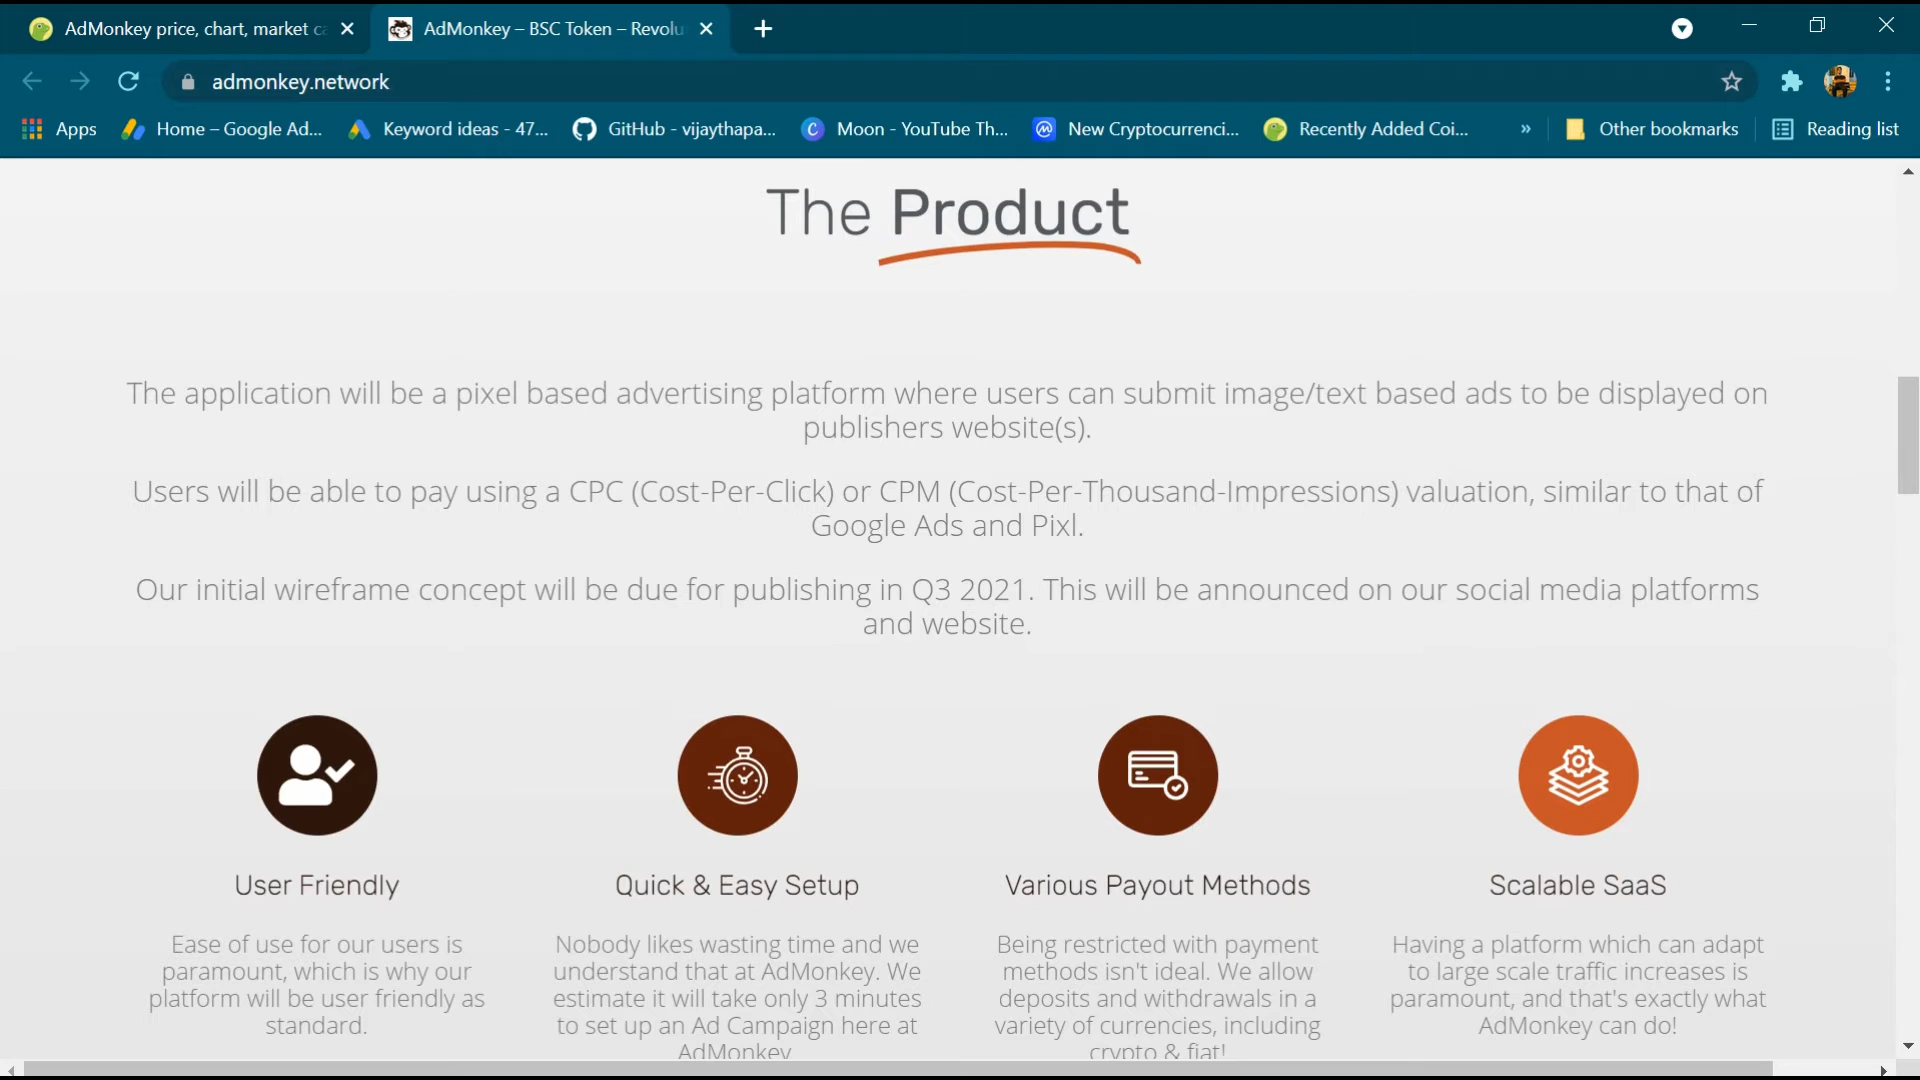 AdMonkey price, chart, market ca
AdMonkey – BSC Token – Revolu
admonkey.network
Apps
Home – Google Ad...
Keyword ideas - 47...
GitHub - vijaythapa...
C
Moon - YouTube Th...
New Cryptocurrenci...
Recently Added Coi...
»
Other bookmarks
Reading list
The Product
The application will be a pixel based advertising platform where users can submit image/text based ads to be displayed on
publishers website(s).
Users will be able to pay using a CPC (Cost-Per-Click) or CPM (Cost-Per-Thousand-Impressions) valuation, similar to that of
Google Ads and Pixl.
Our initial wireframe concept will be due for publishing in Q3 2021. This will be announced on our social media platforms
and website.
User Friendly
Ease of use for our users is
paramount, which is why our
platform will be user friendly as
standard.
Quick & Easy Setup
Nobody likes wasting time and we
understand that at AdMonkey. We
estimate it will take only 3 minutes
to set up an Ad Campaign here at
AdMonkey
Various Payout Methods
Being restricted with payment
methods isn't ideal. We allow
deposits and withdrawals in a
variety of currencies, including
crypto & fiat!
Scalable SaaS
Having a platform which can adapt
to large scale traffic increases is
paramount, and that's exactly what
AdMonkey can do!